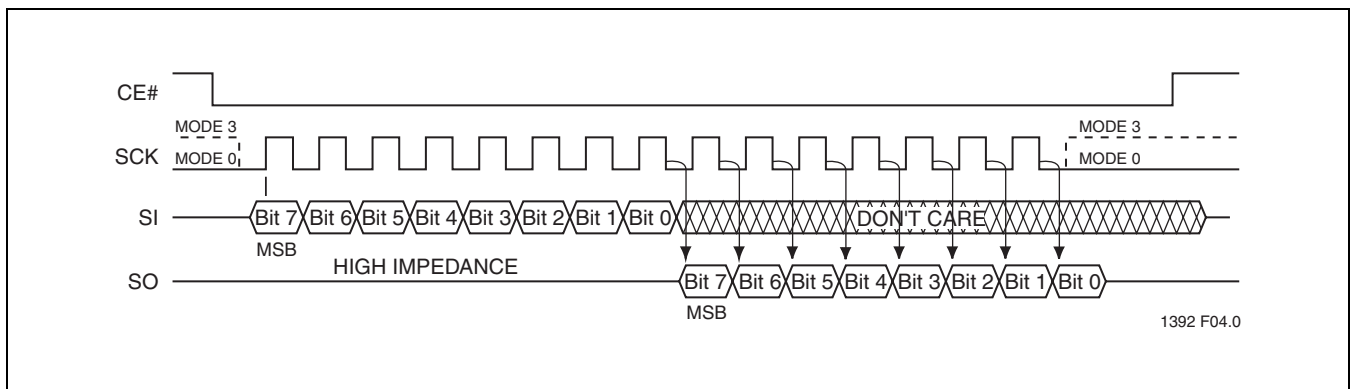 CE#
MODE 3 MODE 3
SCK MODE 0 MODE 0
SI Bit 7 Bit 6 Bit 5 Bit 4 Bit 3 Bit 2 Bit 1 Bit 0 DON'T CARE
MSB
HIGH IMPEDANCE
SO Bit 7 Bit 6 Bit 5 Bit 4 Bit 3 Bit 2 Bit 1 Bit 0
MSB
1392 F04.0